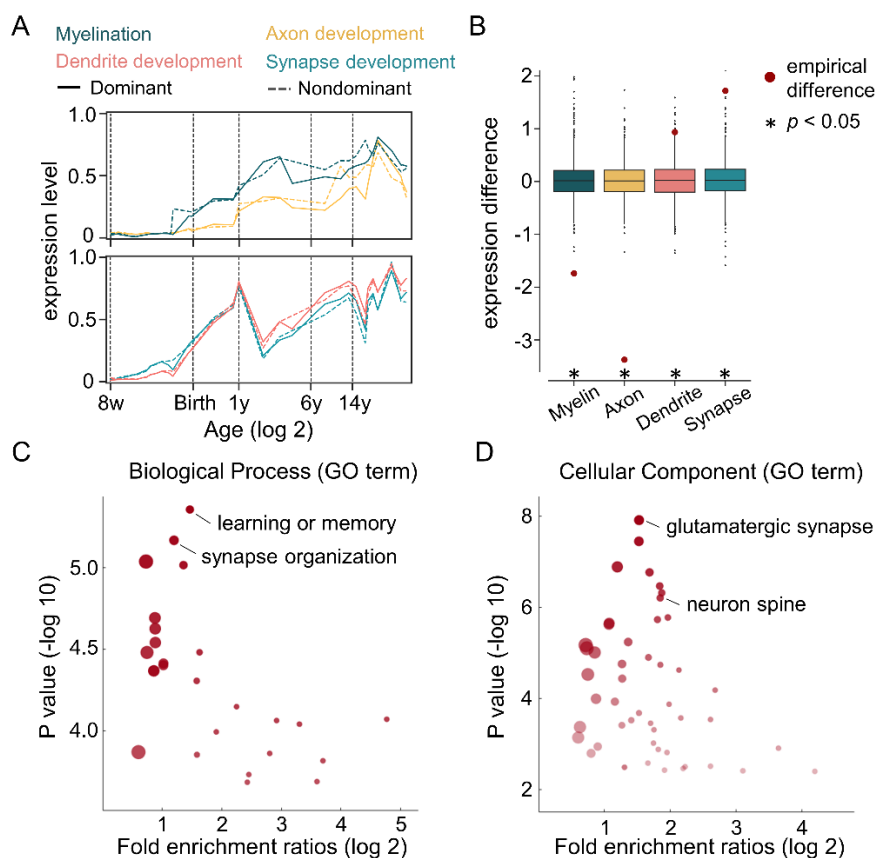 A
Myelination
Axon development
Dendrite development
Synapse development
Dominant
Nondominant
1.0
0.5
0
1.0
0.5
0
expression level
8w
Birth
1y
6y
14y
Age (log 2)
B
empirical
difference
* p < 0.05
2
1
0
-1
-2
-3
expression difference
* * * *
Myelin
Axon
Dendrite
Synapse
C
Biological Process (GO term)
learning or memory
synapse organization
5.0
4.5
4.0
P value (-log 10)
1 2 3 4 5
Fold enrichment ratios (log 2)
D
Cellular Component (GO term)
glutamatergic synapse
neuron spine
8
6
4
2
P value (-log 10)
1 2 3 4
Fold enrichment ratios (log 2)